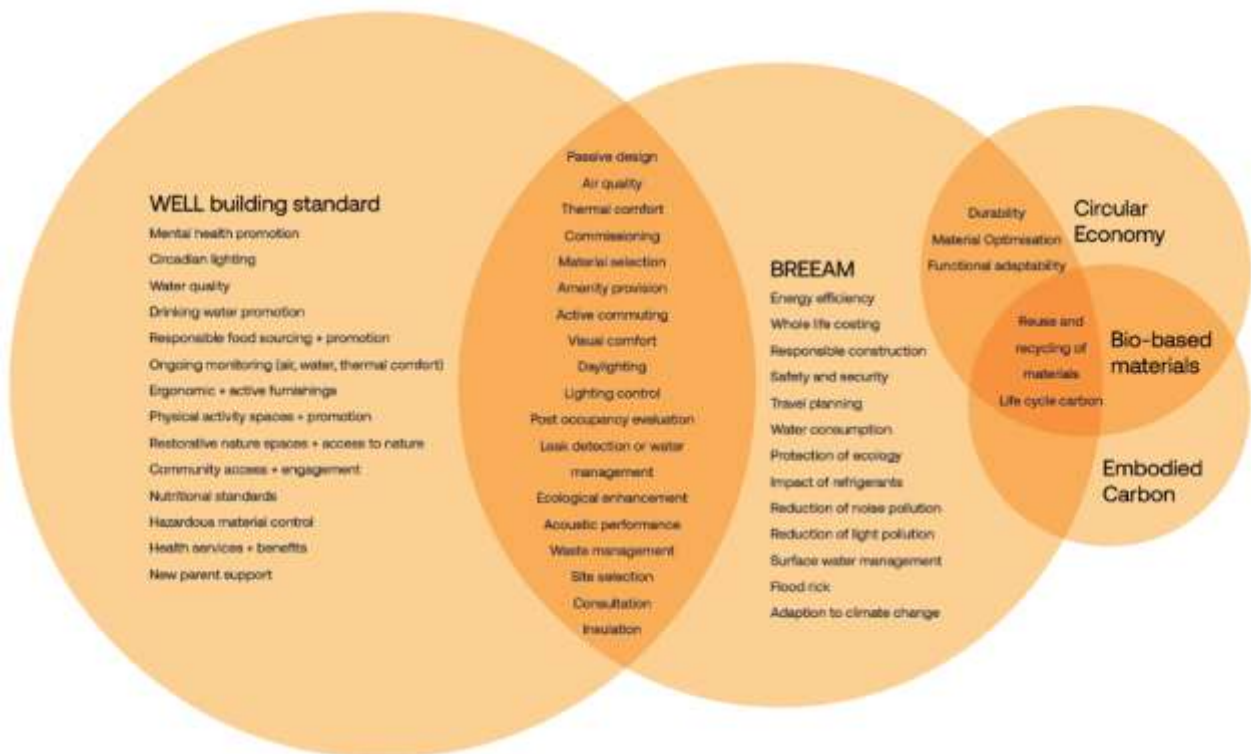 WELL building standard
Mental health promotion
Circadian lighting
Water quality
Drinking water promotion
Responsible food sourcing + promotion
Ongoing monitoring (air, water, thermal comfort)
Ergonomic + active furnishings
Physical activity spaces + promotion
Restorative nature spaces + access to nature
Community access + engagement
Nutritional standards
Hazardous material control
Health services + benefits
New parent support
Passive design
Air quality
Thermal comfort
Commissioning
Material selection
Amenity provision
Active commuting
Visual comfort
Daylighting
Lighting control
Post occupancy evaluation
Leak detection or water
management
Ecological enhancement
Acoustic performance
Waste management
Site selection
Consultation
Insulation
BREEAM
Energy efficiency
Whole life costing
Responsible construction
Safety and security
Travel planning
Water consumption
Protection of ecology
Impact of refrigerants
Reduction of noise pollution
Reduction of light pollution
Surface water management
Flood rick
Adaption to climate change
Durability
Material Optimisation
Functional adaptability
Circular
Economy
Reuse and
recycling of
materials
Life cycle carbon
Bio-based
materials
Embodied
Carbon